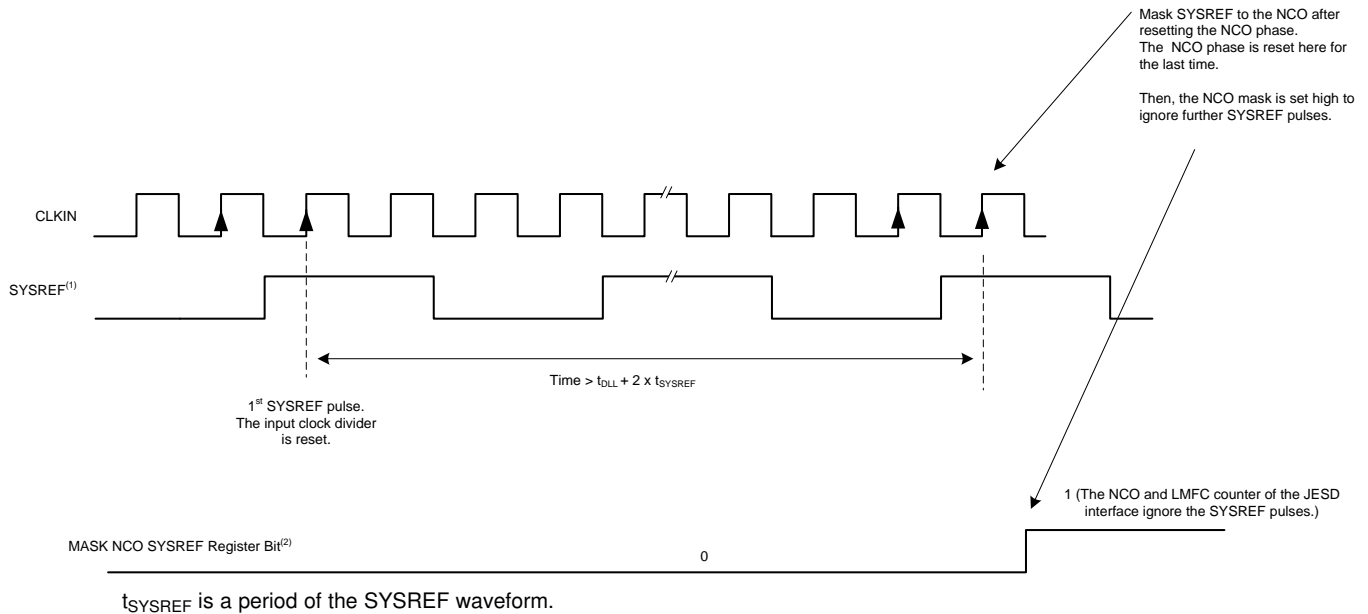 Mask SYSREF to the NCO after
resetting the NCO phase.
The  NCO phase is reset here for
the last time.
Then, the NCO mask is set high to
ignore further SYSREF pulses.
CLKIN
SYSREF(1)
Time > tDLL + 2 x tSYSREF
1st SYSREF pulse.
The input clock divider
is reset.
1 (The NCO and LMFC counter of the JESD
interface ignore the SYSREF pulses.)
MASK NCO SYSREF Register Bit(2)
0
tSYSREF is a period of the SYSREF waveform.